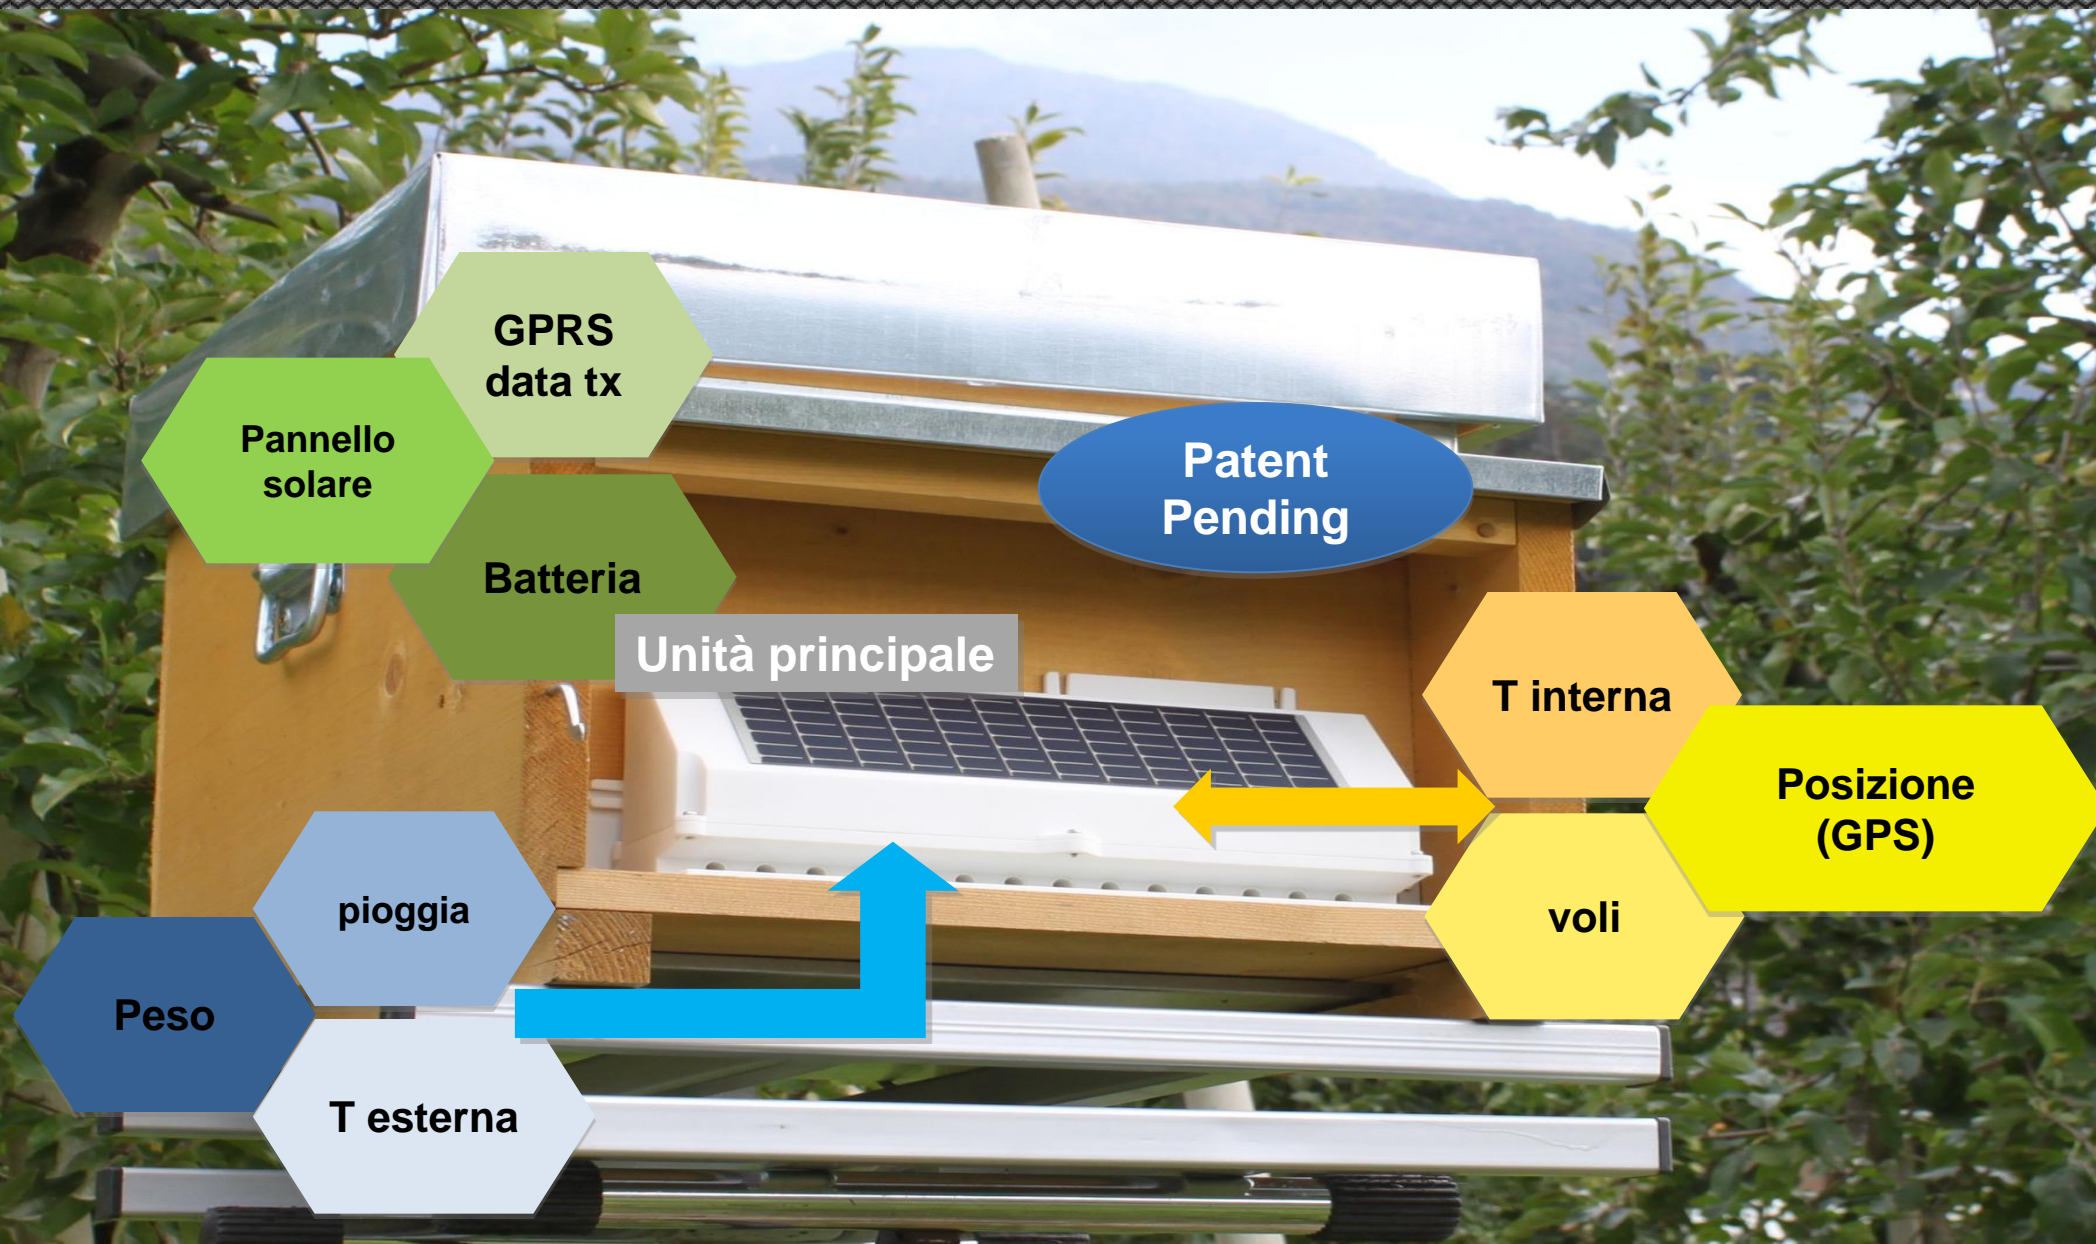 GPRS
data tx
Pannello
solare
Patent
Pending
Batteria
Unità principale
T interna
Posizione
(GPS)
pioggia
voli
Peso
T esterna